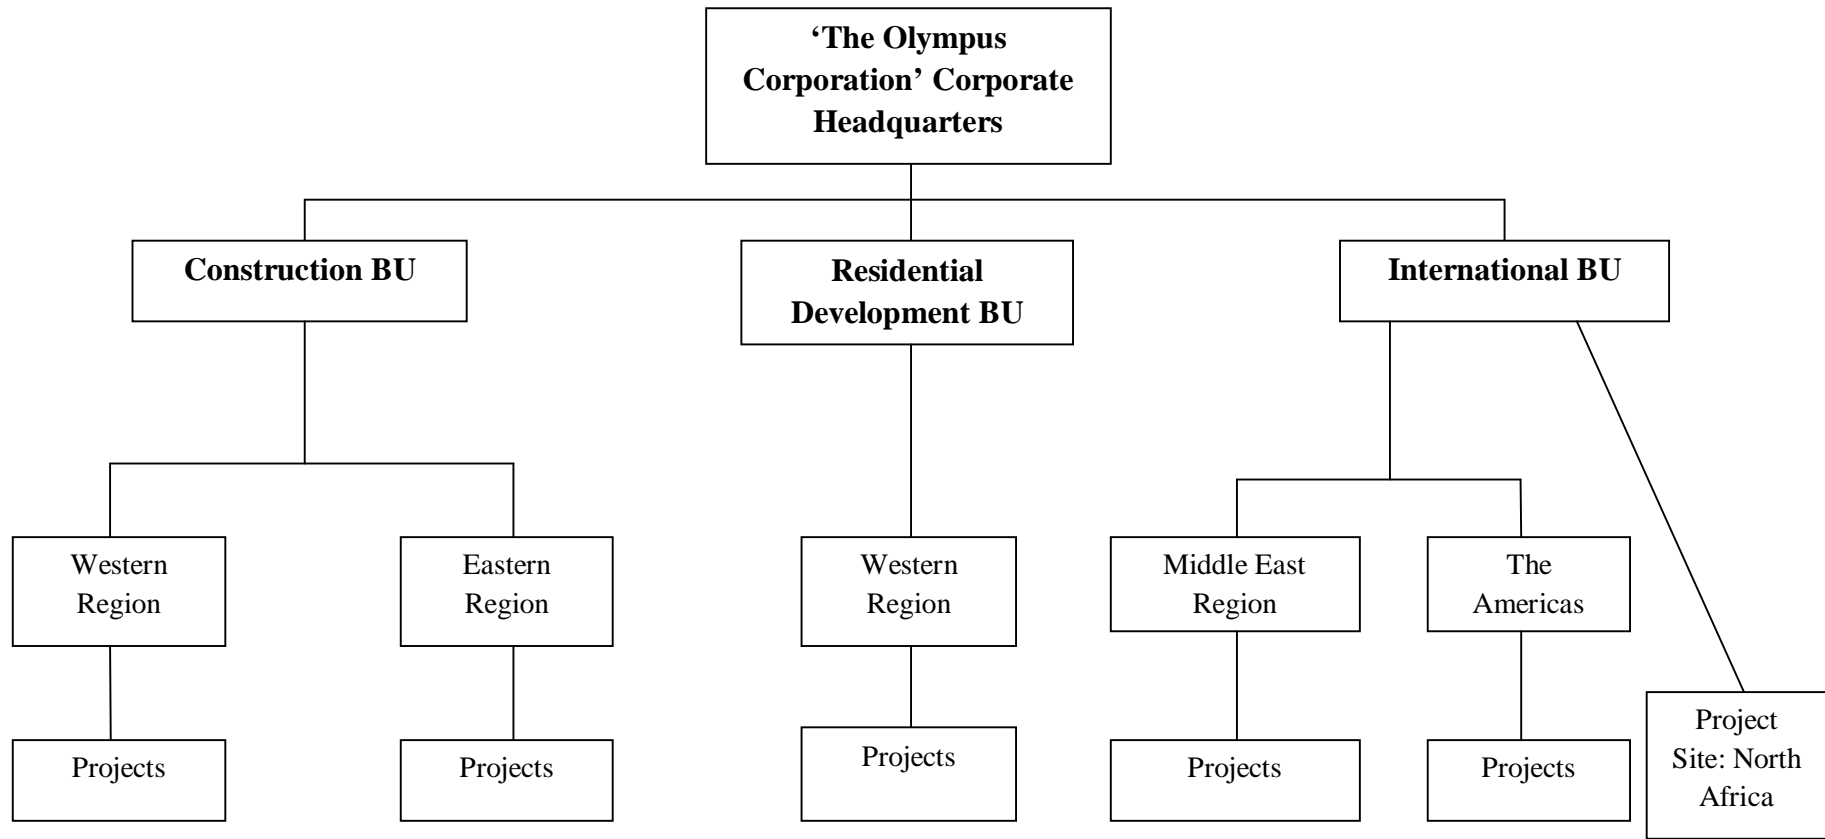 ‘The Olympus
Corporation’ Corporate
Headquarters
Construction BU
Residential
Development BU
International BU
Western
Region
Eastern
Region
Western
Region
Middle East
Region
The
Americas
Projects
Projects
Projects
Projects
Projects
Project
Site: North
Africa